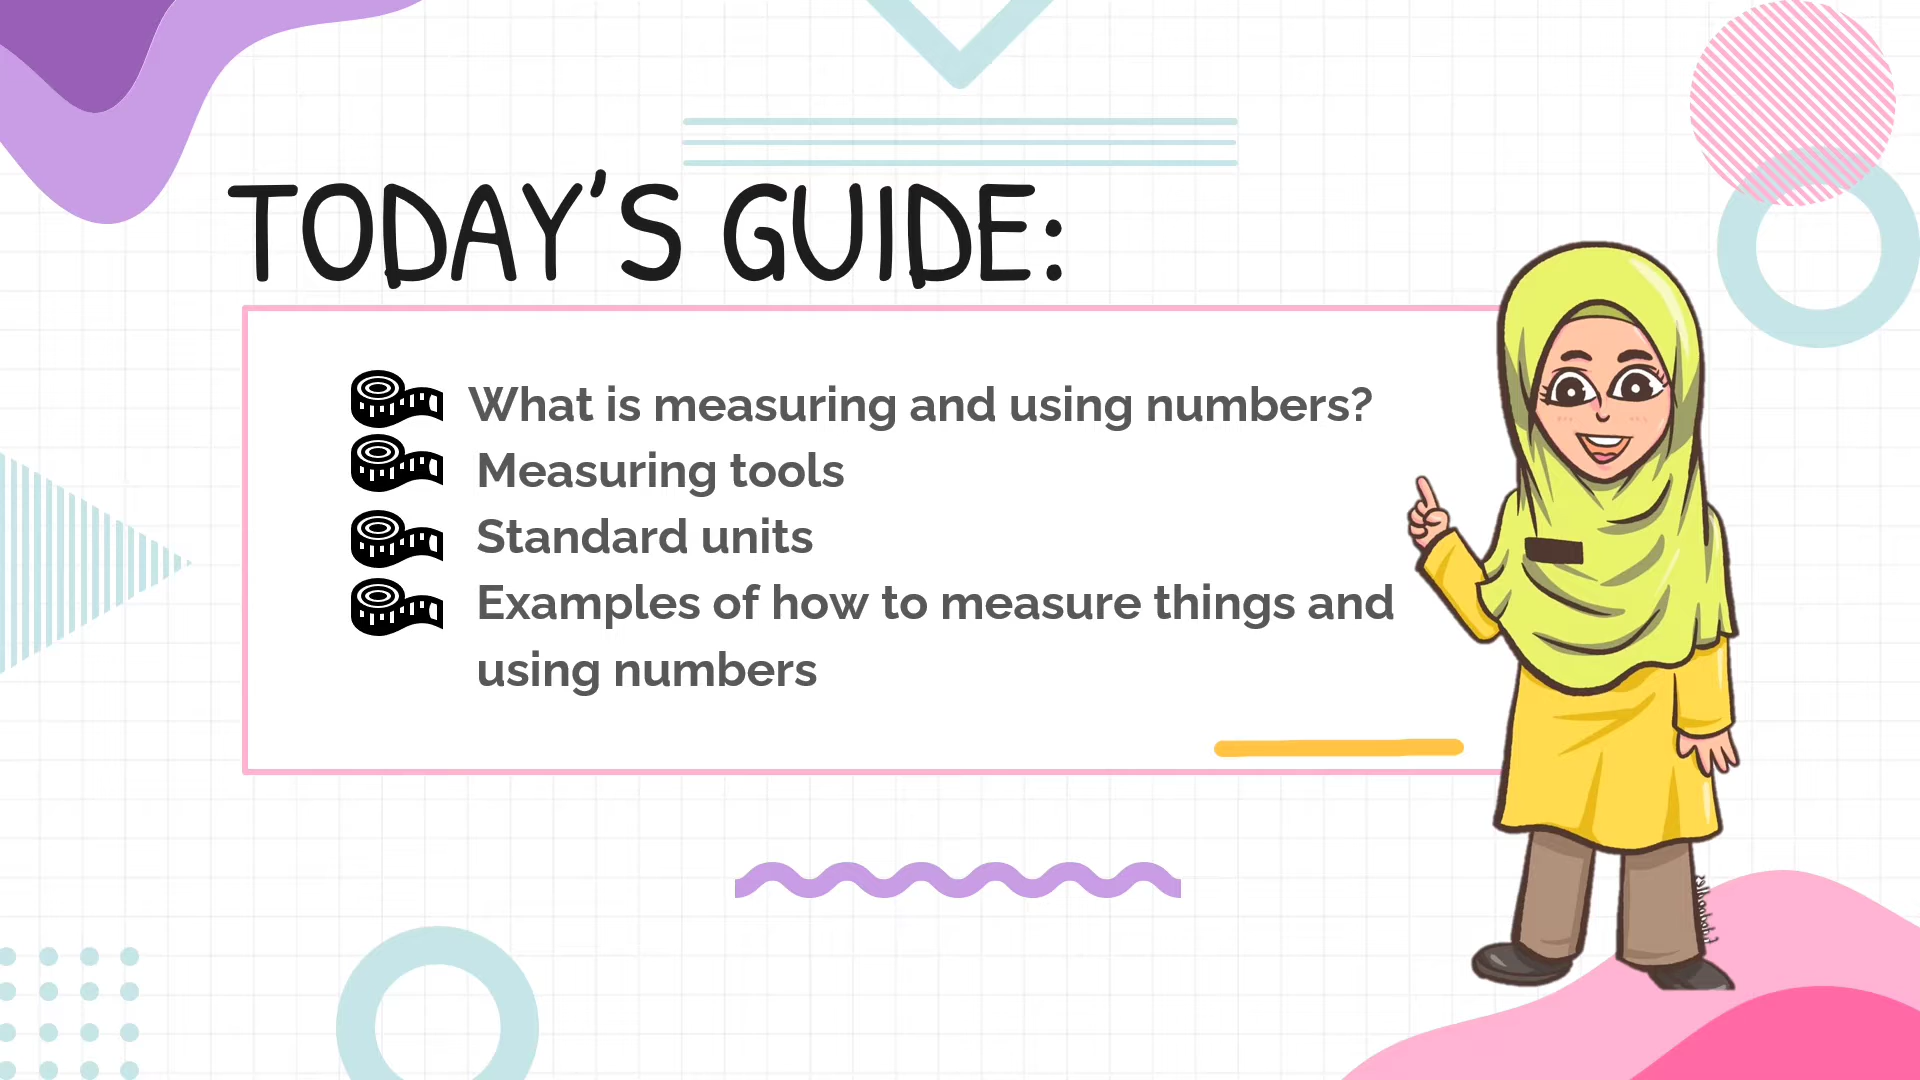 TODAY'S GUIDE:
What is measuring and using numbers?
Measuring tools
Standard units
Examples of how to measure things and
using numbers